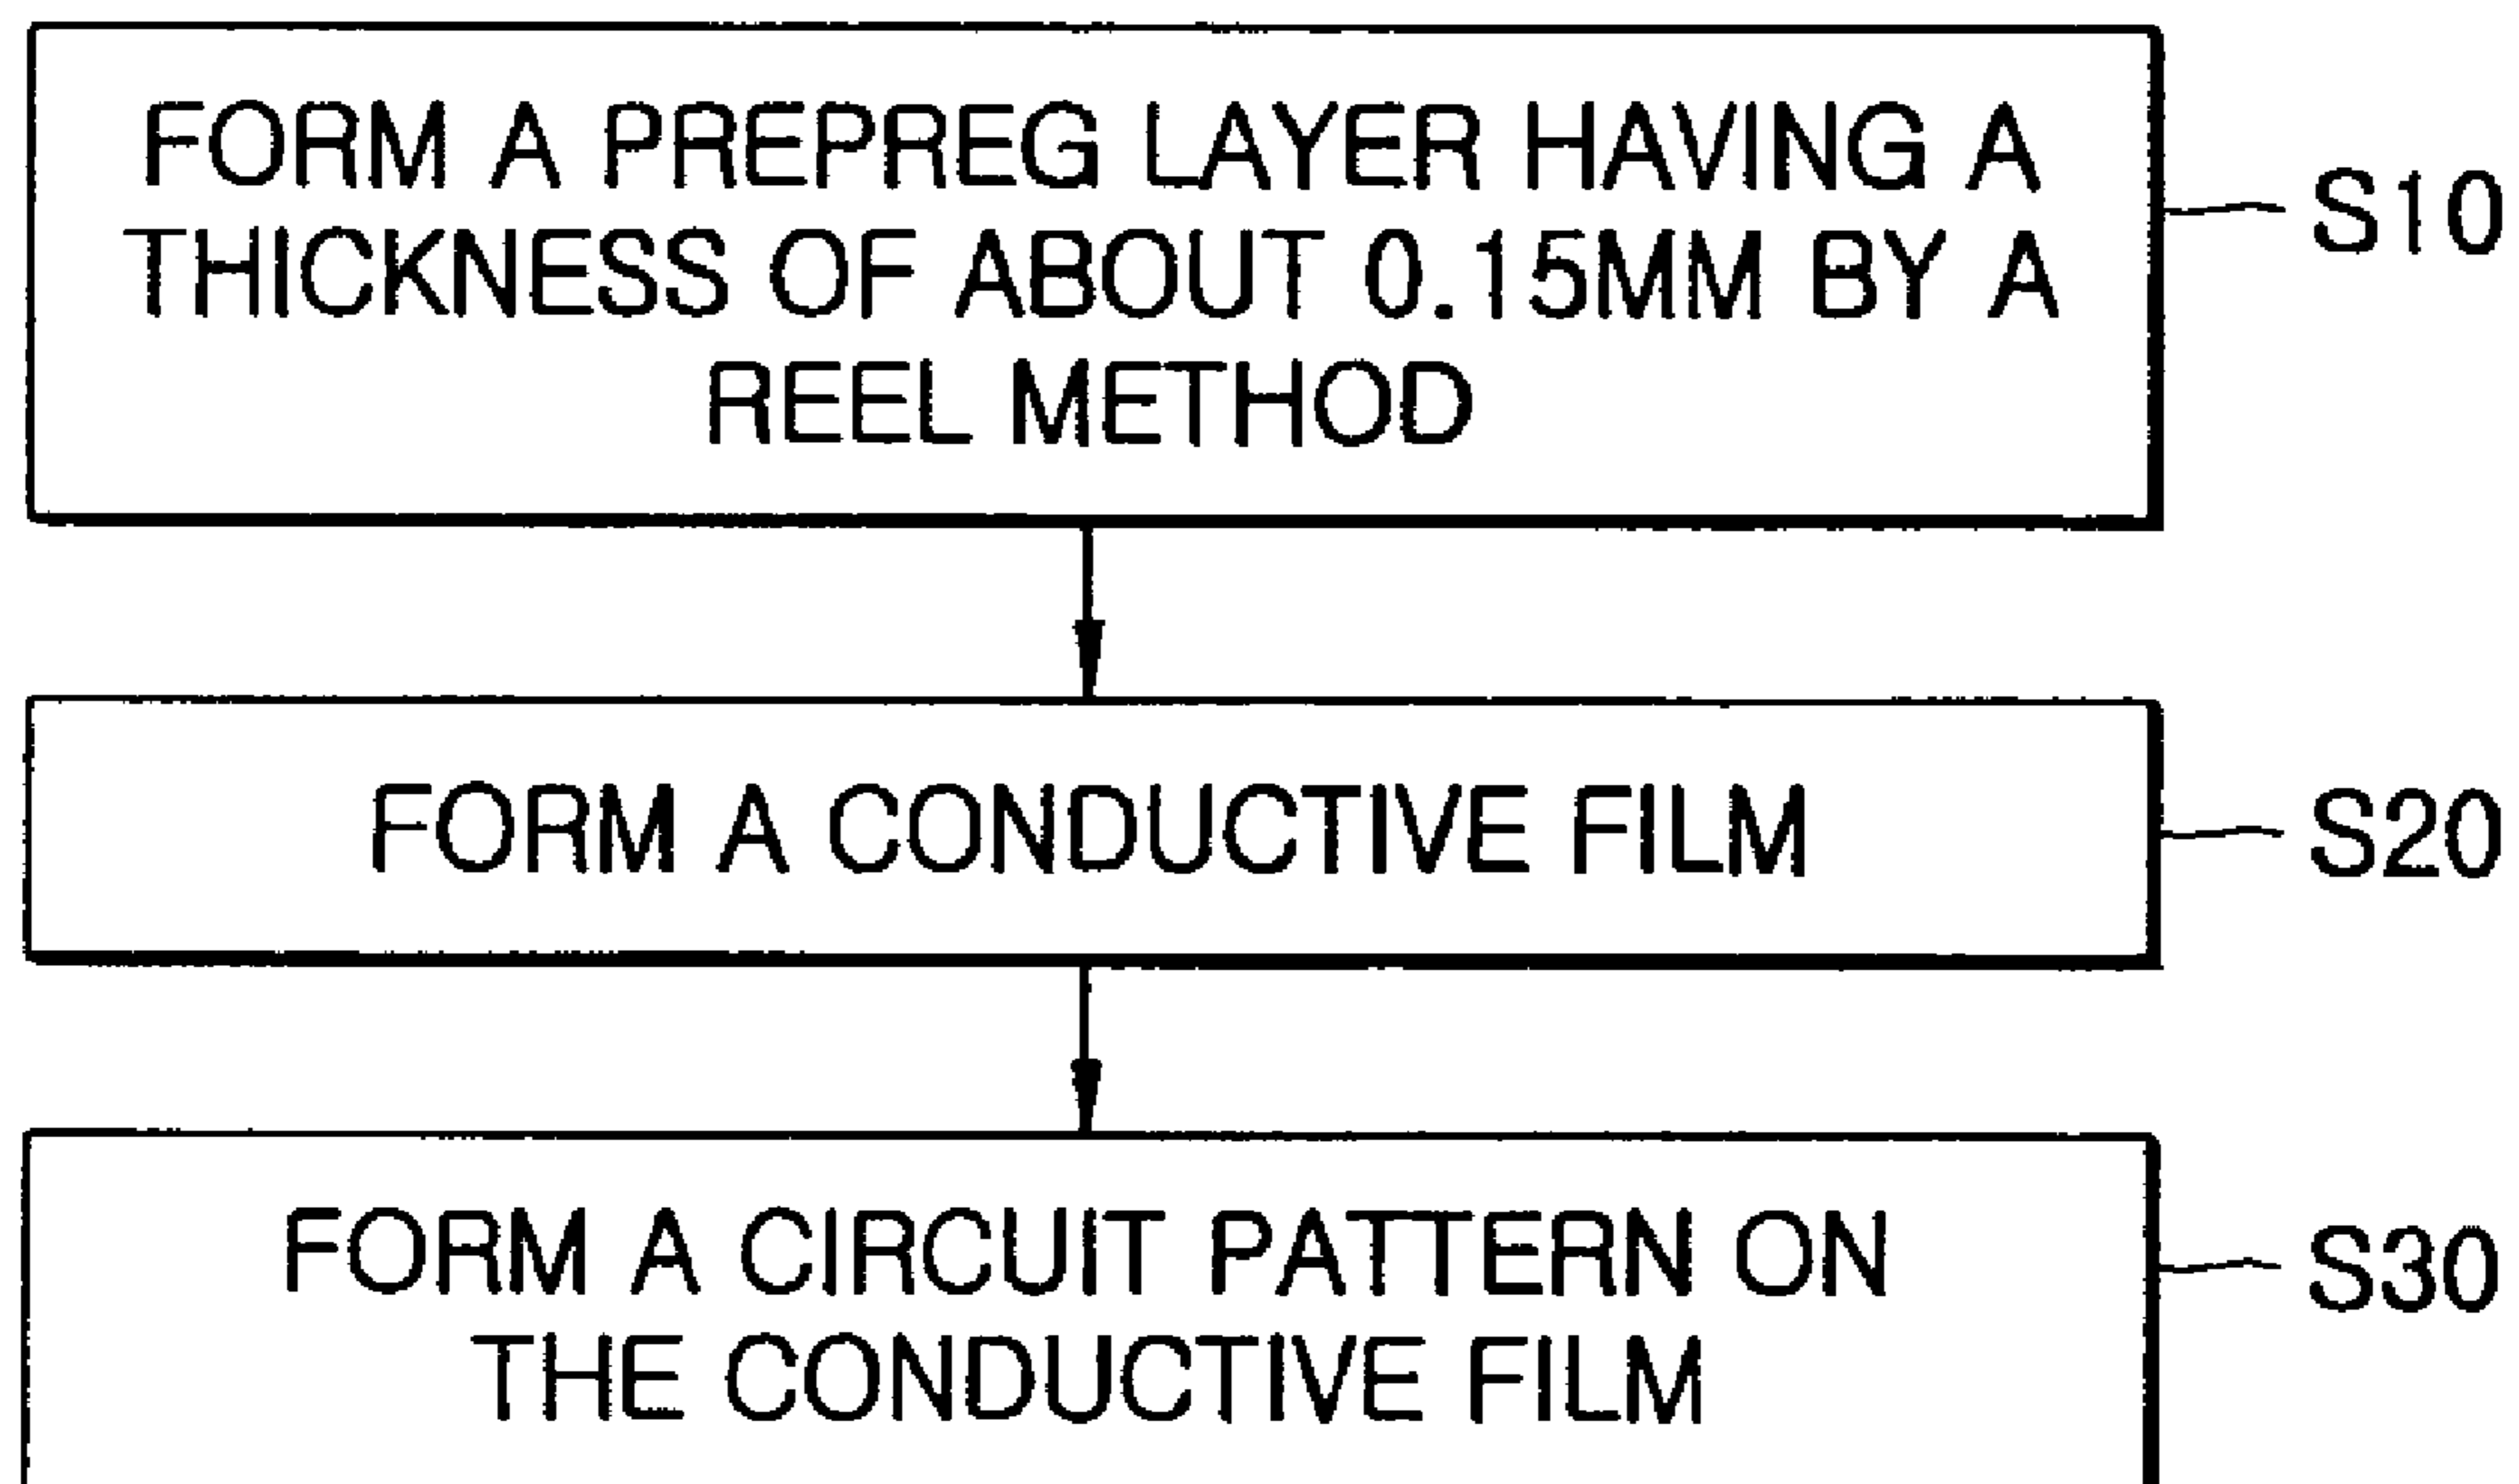 FORM A PREPREG LAYER HAVING A
THICKNESS OF ABOUT 0.15MM BY A
REEL METHOD
S10
FORM A CONDUCTIVE FILM
S20
FORM A CIRCUIT PATTERN ON
THE CONDUCTIVE FILM
S30